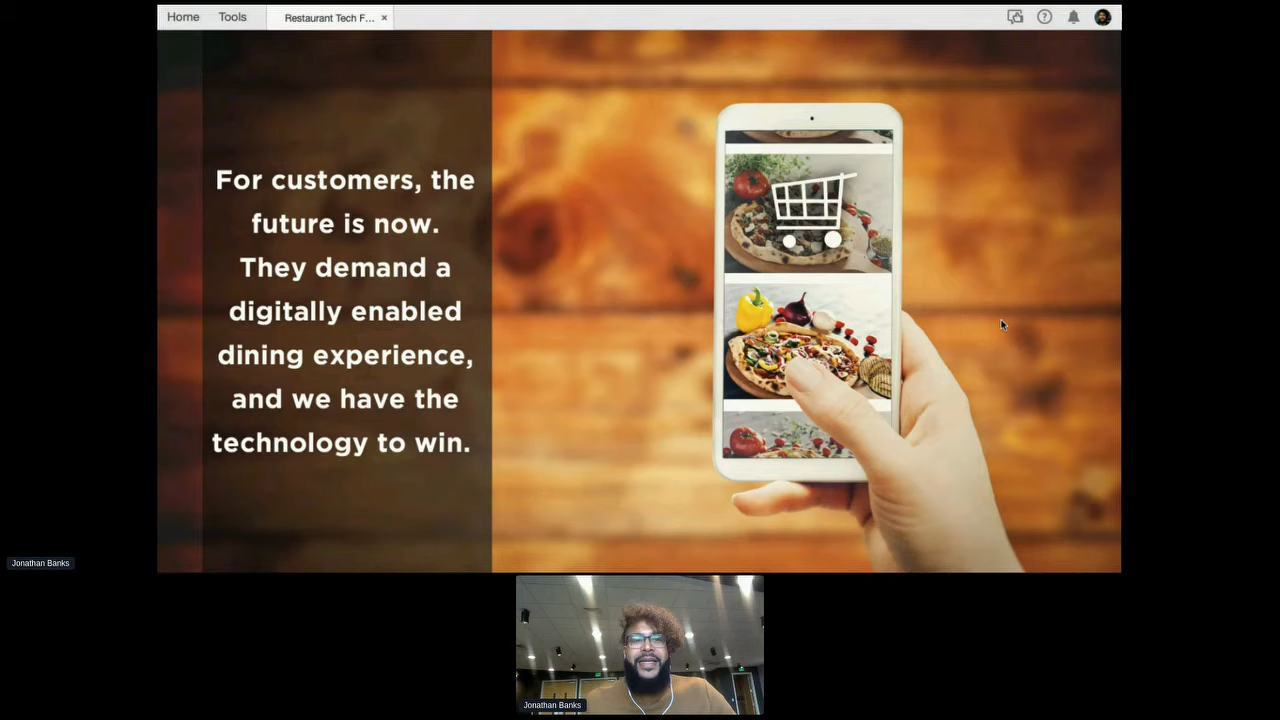 Home Tools Restaurant Tech F... ×
For customers, the
future is now.
They demand a
digitally enabled
dining experience,
and we have the
technology to win.
Jonathan Banks
Jonathan Banks